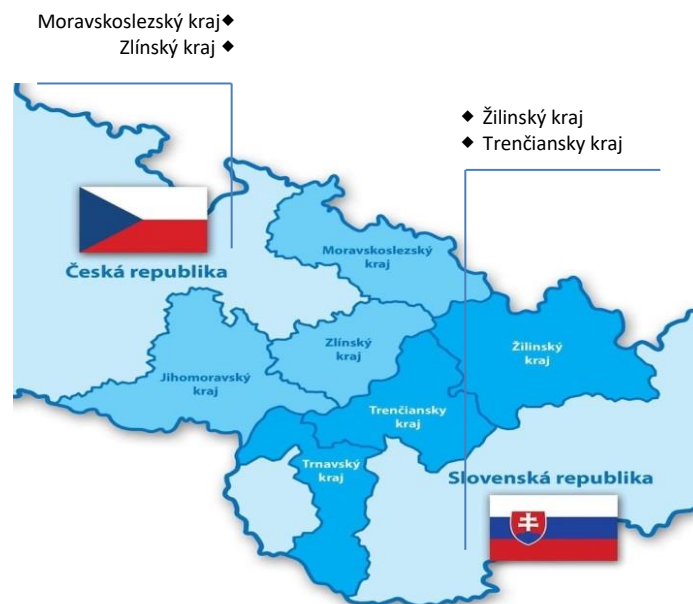 Moravskoslezský kraj◆
Zlínský kraj ◆
◆ Žilinský kraj
◆ Trenčiansky kraj
Moravskoslezský
kraj
Česká republika
Zlínský
kraj
Žilinský
kraj
Jihomoravský
kraj
Trenčiansky
kraj
Trnavský
kraj
Slovenská republika